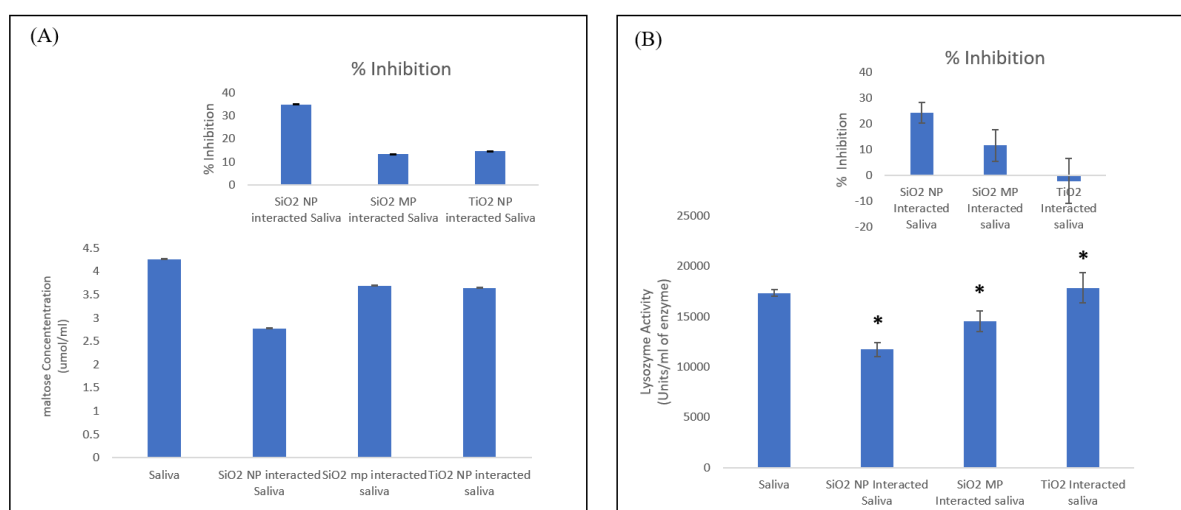 (A)
% Inhibition
% Inhibition
40
30
20
10
0
SiO2 NP
interacted Saliva
SiO2 MP
interacted Saliva
TiO2 NP
interacted Saliva
maltose Concententration
(umol/ml)
4.5
4
3.5
3
2.5
2
1.5
1
0.5
0
Saliva
SiO2 NP interacted
Saliva
SiO2 mp interacted
saliva
TiO2 NP interacted
saliva
(B)
% Inhibition
% Inhibition
40
30
20
10
0
-10
-20
SiO2 NP
Interacted
Saliva
SiO2 MP
Interacted
saliva
TiO2
Interacted
saliva
Lysozyme Activity
(Units/ml of enzyme)
25000
20000
15000
10000
5000
0
*
*
*
Saliva
SiO2 NP Interacted
Saliva
SiO2 MP
Interacted saliva
TiO2 Interacted
saliva